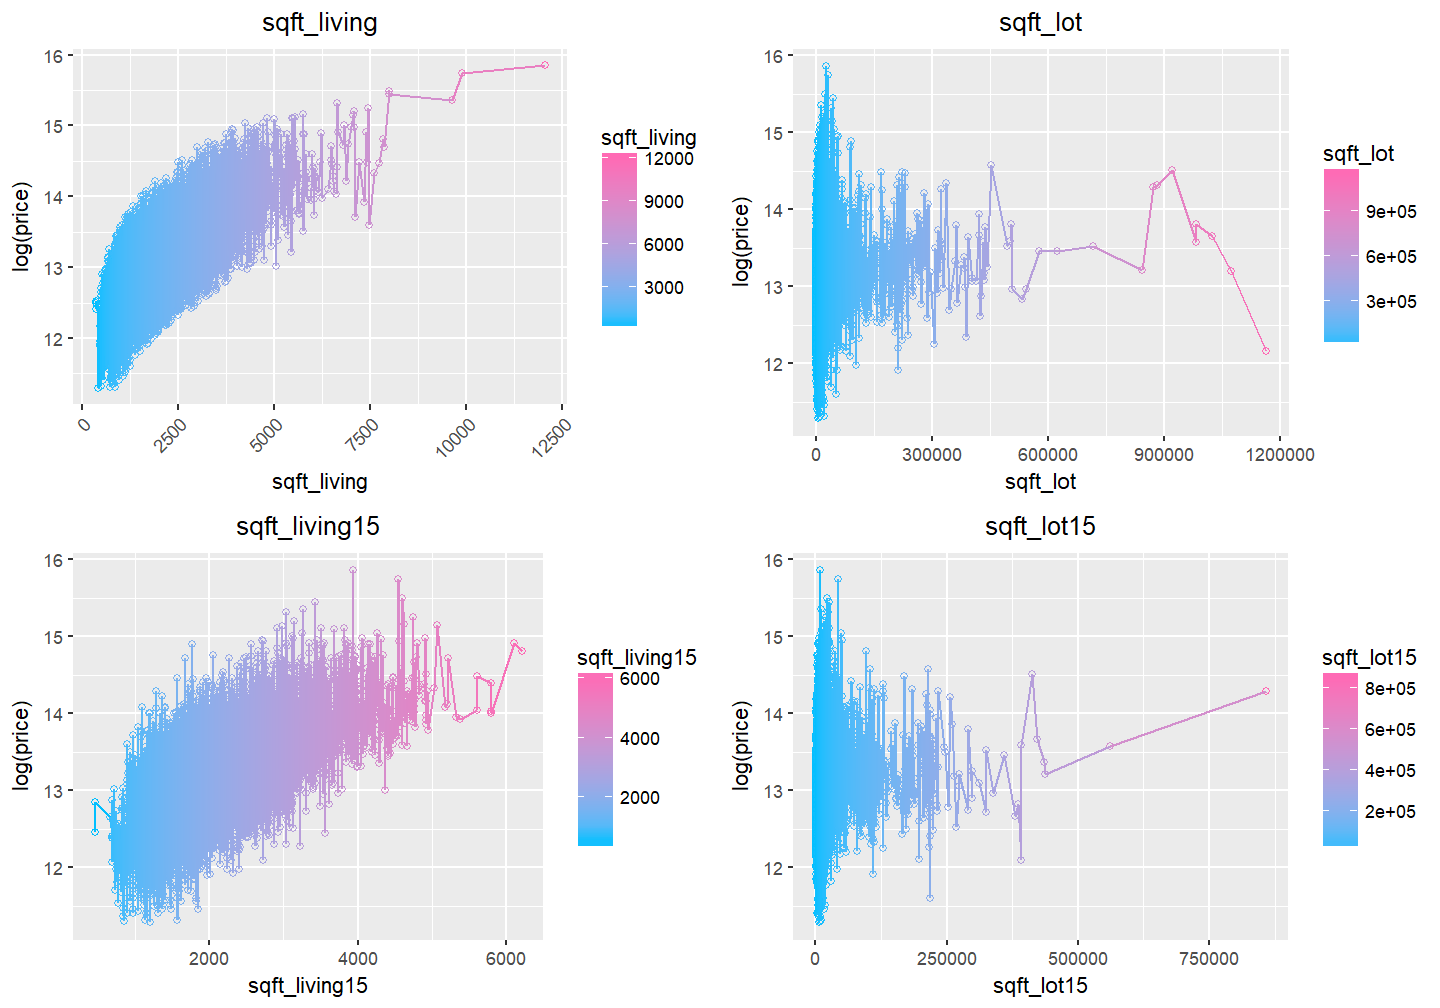 sqft_living
16
15
14
13
12
log(price)
0
2500
5000
7500
10000
12500
sqft_living
sqft_living
12000
9000
6000
3000
sqft_lot
16
15
14
13
12
log(price)
0
300000
600000
900000
1200000
sqft_lot
sqft_lot
9e+05
6e+05
3e+05
sqft_living15
16
15
14
13
12
log(price)
2000
4000
6000
sqft_living15
sqft_living15
6000
4000
2000
sqft_lot15
16
15
14
13
12
log(price)
0
250000
500000
750000
sqft_lot15
sqft_lot15
8e+05
6e+05
4e+05
2e+05